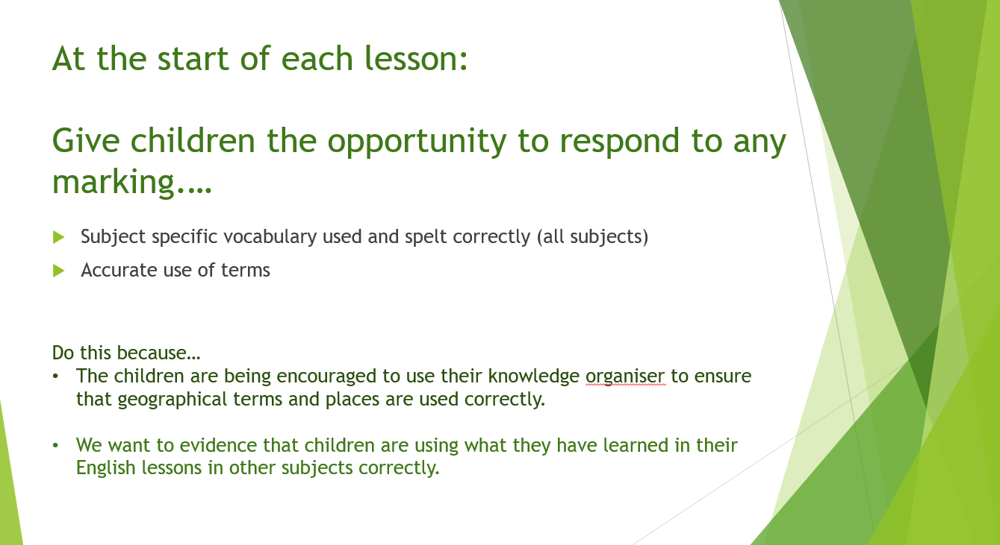 At the start of each lesson:
Give children the opportunity to respond to any
marking.…
Subject specific vocabulary used and spelt correctly (all subjects)
Accurate use of terms
Do this because…
• The children are being encouraged to use their knowledge organiser to ensure
that geographical terms and places are used correctly.
• We want to evidence that children are using what they have learned in their
English lessons in other subjects correctly.